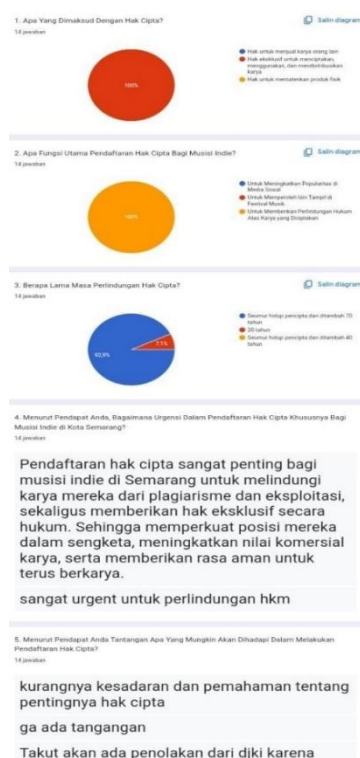 1. Apa Yang Dimaksud Dengan Hak Cipta?
Salin diagram
14 jawaban
Hak untuk menjual karya orang lain
Hak eksklusif untuk menciptakan,
menggunakan, dan mendistribusikan
karya
Hak untuk mematenkan produk fisik
100%
2. Apa Fungsi Utama Pendaftaran Hak Cipta Bagi Musisi Indie?
Salin diagram
14 jawaban
Untuk Meningkatkan Popularitas di
Media Sosial
Untuk Memperoleh Izin Tampil di
Festival Musik
Untuk Memberikan Perlindungan Hukum
Atas Karya yang Diciptakan
100%
3. Berapa Lama Masa Perlindungan Hak Cipta?
Salin diagram
14 jawaban
Seumur hidup pencipta dan ditambah 70
tahun
20 tahun
Seumur hidup pencipta dan ditambah 40
tahun
7,1%
92,9%
4. Menurut Pendapat Anda, Bagaimana Urgensi Dalam Pendaftaran Hak Cipta Khususnya Bagi
Musisi Indie di Kota Semarang?
14 jawaban
Pendaftaran hak cipta sangat penting bagi
musisi indie di Semarang untuk melindungi
karya mereka dari plagiarisme dan eksploitasi,
sekaligus memberikan hak eksklusif secara
hukum. Sehingga memperkuat posisi mereka
dalam sengketa, meningkatkan nilai komersial
karya, serta memberikan rasa aman untuk
terus berkarya.
sangat urgent untuk perlindungan hkm
5. Menurut Pendapat Anda Tantangan Apa Yang Mungkin Akan Dihadapi Dalam Melakukan
Pendaftaran Hak Cipta?
14 jawaban
kurangnya kesadaran dan pemahaman tentang
pentingnya hak cipta
ga ada tangangan
Takut akan ada penolakan dari djki karena